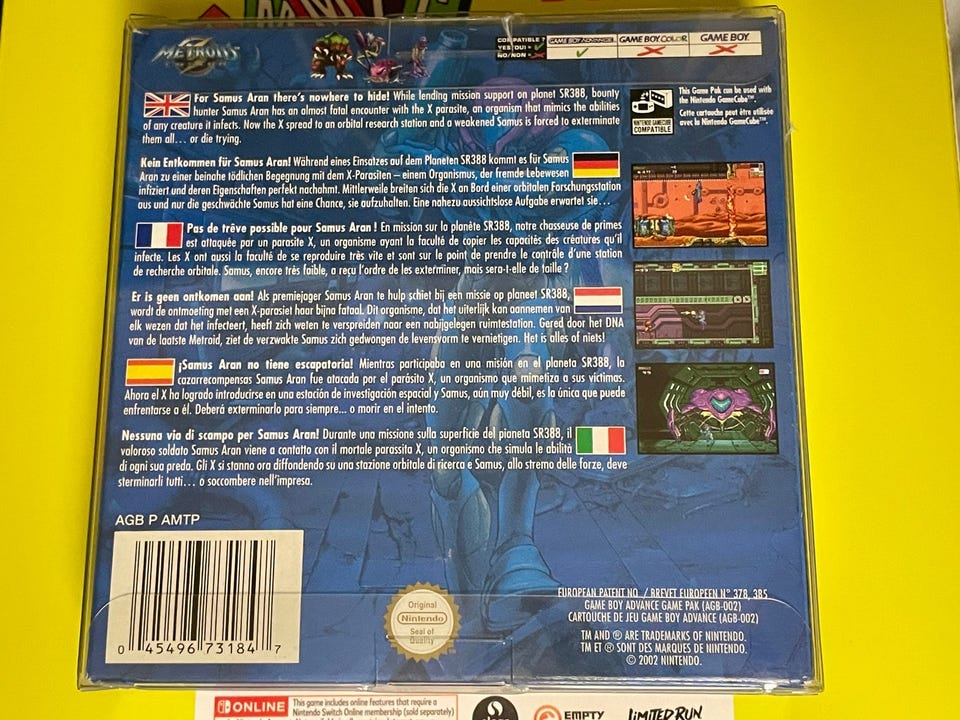 METROID
COMPATIBLE ?
YES/OUI =
NO/NON =
GAME BOY ADVANCE
GAME BOY COLOR
GAME BOY
For Samus Aran there's nowhere to hide! While lending mission support on planet SR388, bounty
hunter Samus Aran has an almost fatal encounter with the X parasite, an organism that mimics the abilities
of any creature it infects. Now the X spread to an orbital research station and a weakened Samus is forced to exterminate
them all... or die trying.
This Game Pak can be used with
the Nintendo GameCube™.
Cette cartouche peut être utilisée
avec la Nintendo GameCube™.
NINTENDO GAMECUBE
COMPATIBLE
Kein Entkommen für Samus Aran! Während eines Einsatzes auf dem Planeten SR388 kommt es für Samus
Aran zu einer beinahe tödlichen Begegnung mit dem X-Parasiten – einem Organismus, der fremde Lebewesen
infiziert und deren Eigenschaften perfekt nachahmt. Mittlerweile breiten sich die X an Bord einer orbitalen Forschungsstation
aus und nur die geschwächte Samus hat eine Chance, sie aufzuhalten. Eine nahezu aussichtslose Aufgabe erwartet sie...
Pas de trêve possible pour Samus Aran ! En mission sur la planète SR388, notre chasseuse de primes
est attaquée par un parasite X, un organisme ayant la faculté de copier les capacités des créatures qu'il
infecte. Les X ont aussi la faculté de se reproduire très vite et sont sur le point de prendre le contrôle d'une station
de recherche orbitale. Samus, encore très faible, a reçu l'ordre de les exterminer, mais sera-t-elle de taille ?
Er is geen ontkomen aan! Als premiejager Samus Aran te hulp schiet bij een missie op planeet SR388,
wordt de ontmoeting met een X-parasiet haar bijna fataal. Dit organisme, dat het uiterlijk kan aannemen van
elk wezen dat het infecteert, heeft zich weten te verspreiden naar een nabijgelegen ruimtestation. Gered door het DNA
van de laatste Metroid, ziet de verzwakte Samus zich gedwongen de levensvorm te vernietigen. Het is alles of niets!
¡Samus Aran no tiene escapatoria! Mientras participaba en una misión en el planeta SR388, la
cazarrecompensas Samus Aran fue atacada por el parásito X, un organismo que mimetiza a sus víctimas.
Ahora el X ha logrado introducirse en una estación de investigación espacial y Samus, aún muy débil, es la única que puede
enfrentarse a él. Deberá exterminarlo para siempre... o morir en el intento.
Nessuna via di scampo per Samus Aran! Durante una missione sulla superficie del pianeta SR388, il
valoroso soldato Samus Aran viene a contatto con il mortale parassita X, un organismo che simula le abilità
di ogni sua preda. Gli X si stanno ora diffondendo su una stazione orbitale di ricerca e Samus, allo stremo delle forze, deve
sterminarli tutti... o soccombere nell'impresa.
AGB P AMTP
0 45496 73184 7
Original
Nintendo
Seal of
Quality
EUROPEAN PATENT NO. / BREVET EUROPEEN N° 378, 385
GAME BOY ADVANCE GAME PAK (AGB-002)
CARTOUCHE DE JEU GAME BOY ADVANCE (AGB-002)
TM AND ® ARE TRADEMARKS OF NINTENDO.
TM ET ® SONT DES MARQUES DE NINTENDO.
© 2002 NINTENDO.
ONLINE
This game includes online features that require a
Nintendo Switch Online membership (sold separately)
EMPTY
LIMITED RUN